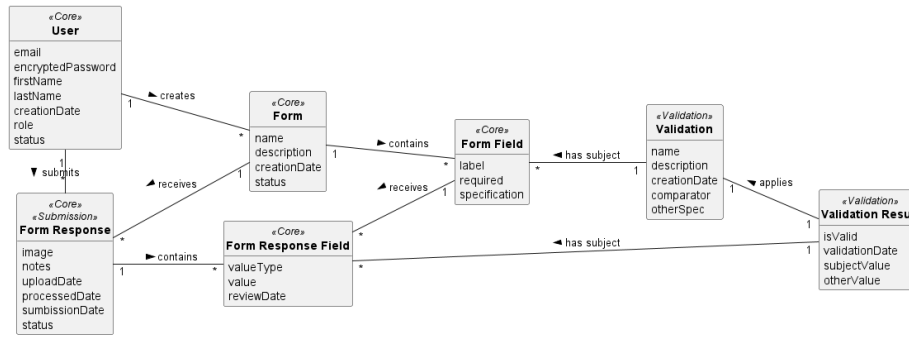 «Core»
User
email
encryptedPassword
firstName
lastName
creationDate
role
status
1
creates
*
«Core»
Form
name
description
creationDate
status
1
contains
*
«Core»
Form Field
label
required
specification
has subject
*
1
«Validation»
Validation
name
description
creationDate
comparator
otherSpec
1
applies
1
«Validation»
Validation Resu
isValid
validationDate
subjectValue
otherValue
1
submits
*
1
receives
*
1
receives
*
«Core»
«Submission»
Form Response
image
notes
uploadDate
processedDate
sumbissionDate
status
1
contains
*
«Core»
Form Response Field
valueType
value
reviewDate
has subject
*
1